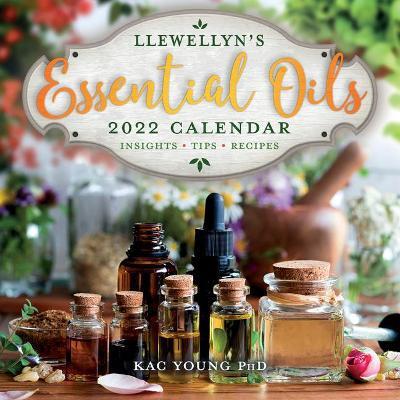 LLEWELLYN'S
Essential Oils
2022 CALENDAR
INSIGHTS • TIPS • RECIPES
KAC YOUNG PHD